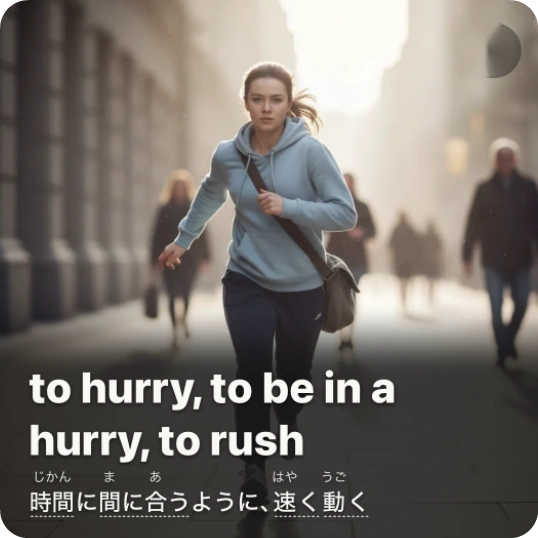 to hurry, to be in a
hurry, to rush
じかん ま あ はや うご
時間に間に合うように、速く動く